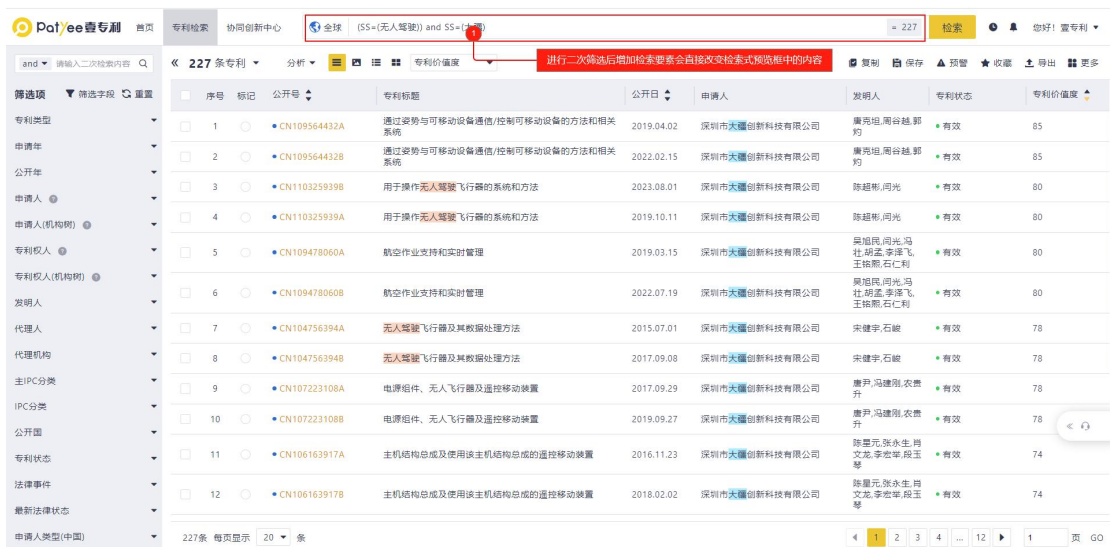 Patyee壹专利 首页 专利检索 协同创新中心 全球 (SS=(无人驾驶)) and SS=(大疆) = 227 检索 你好！壹专利
1
进行二次筛选后增加检索要素会直接改变检索式预览框中的内容
and 请输入二次检索内容 227 条专利 分析 专利价值度 复制 保存 预警 收藏 导出 更多
筛选项 筛选字段 重置
专利类型
申请年
公开年
申请人
申请人(机构树)
专利权人
专利权人(机构树)
发明人
代理人
代理机构
主IPC分类
IPC分类
公开国
专利状态
法律事件
最新法律状态
申请人类型(中国)
序号 标记 公开号 专利标题 公开日 申请人 发明人 专利状态 专利价值度
1 CN109564432A 通过姿势与可移动设备通信/控制可移动设备的方法和相关系统 2019.04.02 深圳市大疆创新科技有限公司 唐克坦,周谷越,郭灼 有效 85
2 CN109564432B 通过姿势与可移动设备通信/控制可移动设备的方法和相关系统 2022.02.15 深圳市大疆创新科技有限公司 唐克坦,周谷越,郭灼 有效 85
3 CN110325939B 用于操作无人驾驶飞行器的系统和方法 2023.08.01 深圳市大疆创新科技有限公司 陈超彬,闫光 有效 80
4 CN110325939A 用于操作无人驾驶飞行器的系统和方法 2019.10.11 深圳市大疆创新科技有限公司 陈超彬,闫光 有效 80
5 CN109478060A 航空作业支持和实时管理 2019.03.15 深圳市大疆创新科技有限公司 吴旭民,闫光,冯壮,胡孟,李泽飞,王铭熙,石仁利 有效 80
6 CN109478060B 航空作业支持和实时管理 2022.07.19 深圳市大疆创新科技有限公司 吴旭民,闫光,冯壮,胡孟,李泽飞,王铭熙,石仁利 有效 80
7 CN104756394A 无人驾驶飞行器及其数据处理方法 2015.07.01 深圳市大疆创新科技有限公司 宋健宇,石峻 有效 78
8 CN104756394B 无人驾驶飞行器及其数据处理方法 2017.09.08 深圳市大疆创新科技有限公司 宋健宇,石峻 有效 78
9 CN107223108A 电源组件、无人飞行器及遥控移动装置 2017.09.29 深圳市大疆创新科技有限公司 唐尹,冯建刚,农贵升 有效 78
10 CN107223108B 电源组件、无人飞行器及遥控移动装置 2019.09.27 深圳市大疆创新科技有限公司 唐尹,冯建刚,农贵升 有效 78
11 CN106163917A 主机结构总成及使用该主机结构总成的遥控移动装置 2016.11.23 深圳市大疆创新科技有限公司 陈星元,张永生,肖文龙,李宏举,段玉琴 有效 74
12 CN106163917B 主机结构总成及使用该主机结构总成的遥控移动装置 2018.02.02 深圳市大疆创新科技有限公司 陈星元,张永生,肖文龙,李宏举,段玉琴 有效 74
227条 每页显示 20 条 1 2 3 4 ... 12 1 页 GO